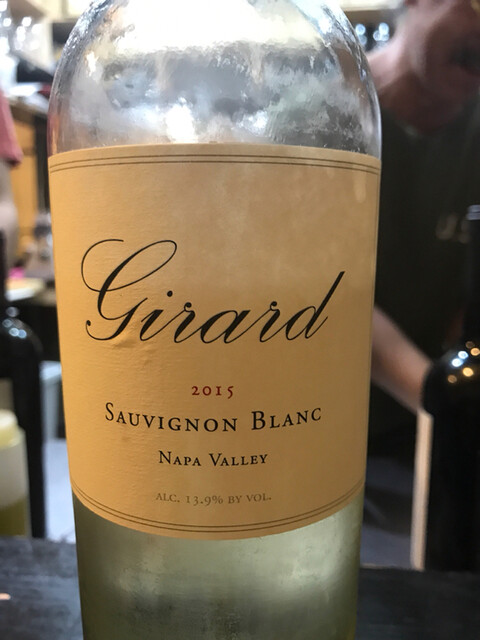 Girard
2015
Sauvignon Blanc
Napa Valley
ALC. 13.9% BY VOL.